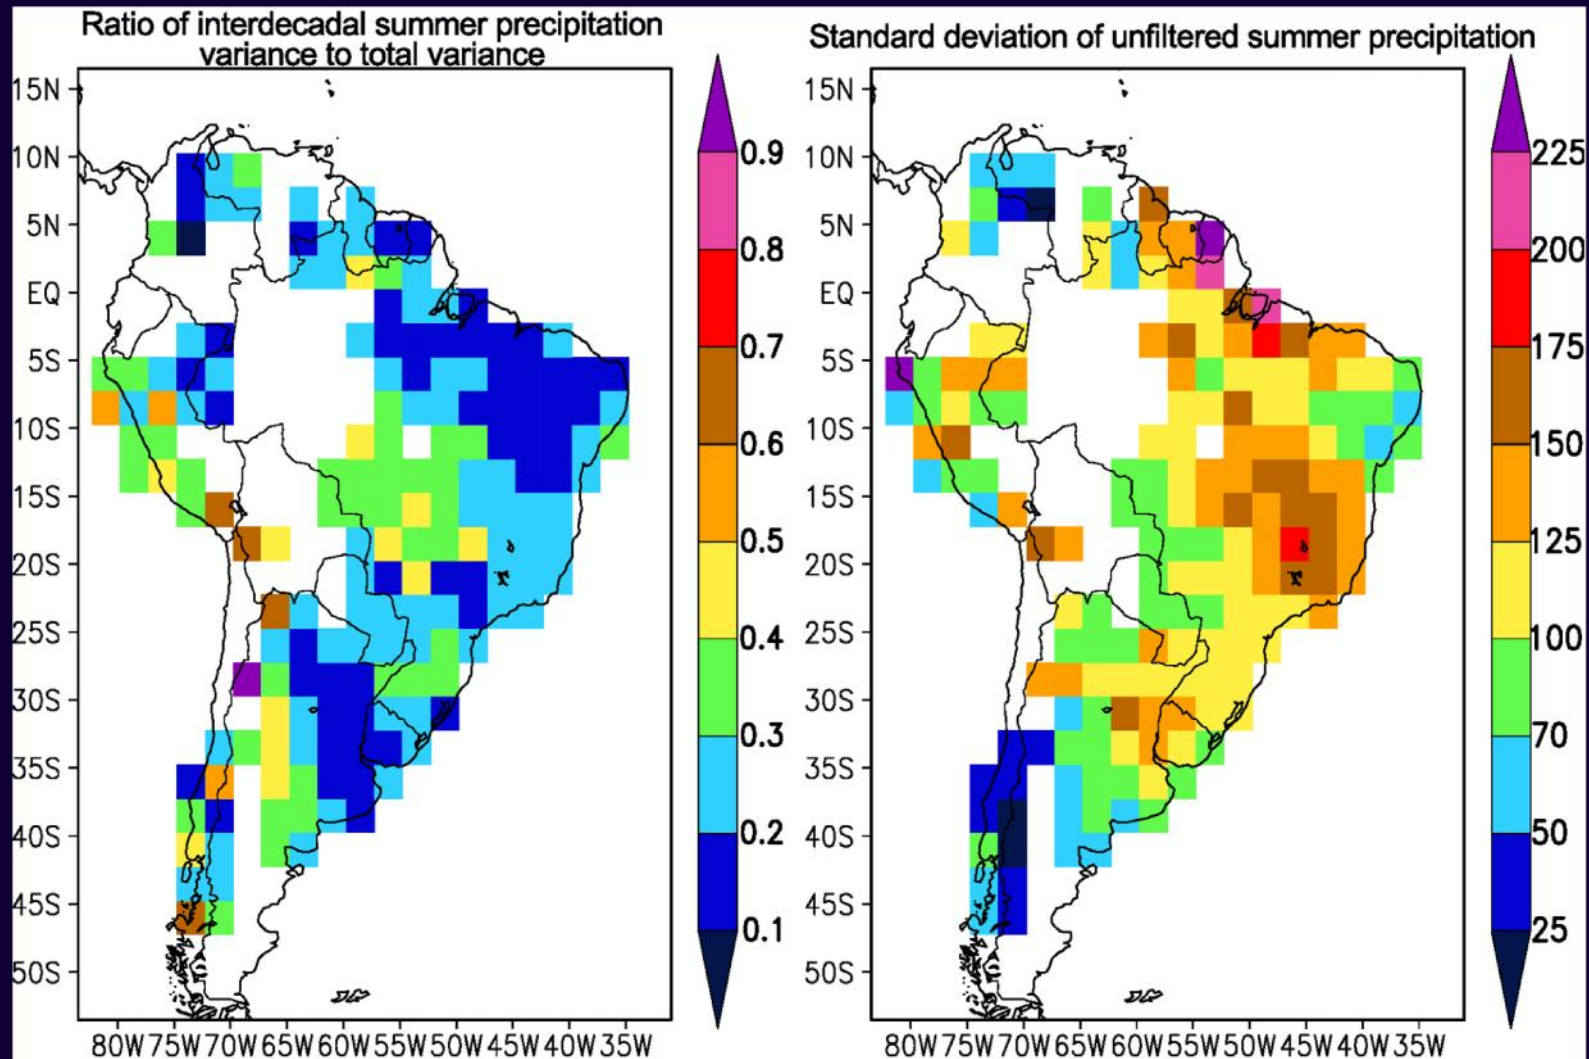 Ratio of interdecadal summer precipitation
variance to total variance
15N
10N
5N
EQ
5S
10S
15S
20S
25S
30S
35S
40S
45S
50S
80W 75W 70W 65W 60W 55W 50W 45W 40W 35W
0.9
0.8
0.7
0.6
0.5
0.4
0.3
0.2
0.1
Standard deviation of unfiltered summer precipitation
15N
10N
5N
EQ
5S
10S
15S
20S
25S
30S
35S
40S
45S
50S
80W 75W 70W 65W 60W 55W 50W 45W 40W 35W
225
200
175
150
125
100
70
50
25